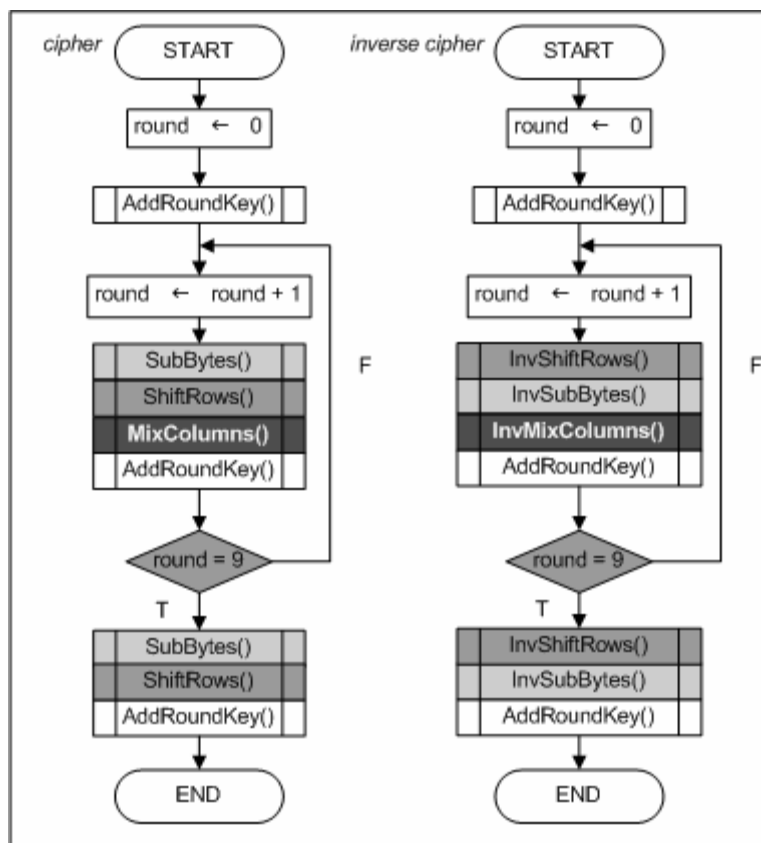 cipher
START
round ← 0
AddRoundKey()
round ← round + 1
SubBytes()
ShiftRows()
MixColumns()
AddRoundKey()
F
round = 9
T
SubBytes()
ShiftRows()
AddRoundKey()
END
inverse cipher
START
round ← 0
AddRoundKey()
round ← round + 1
InvShiftRows()
InvSubBytes()
InvMixColumns()
AddRoundKey()
F
round = 9
T
InvShiftRows()
InvSubBytes()
AddRoundKey()
END